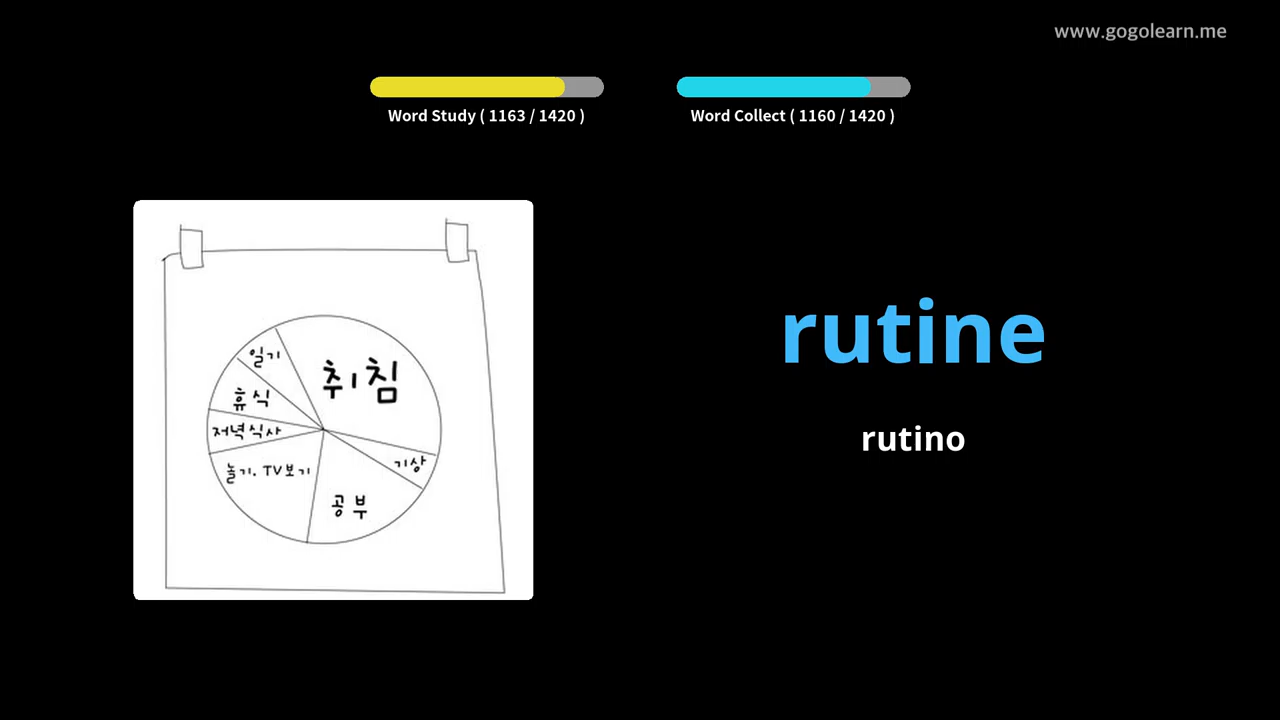 www.gogolearn.me
Word Study ( 1163 / 1420 )
Word Collect ( 1160 / 1420 )
일기
취침
휴식
저녁식사
기상
놀기. TV보기
공부
rutine
rutino